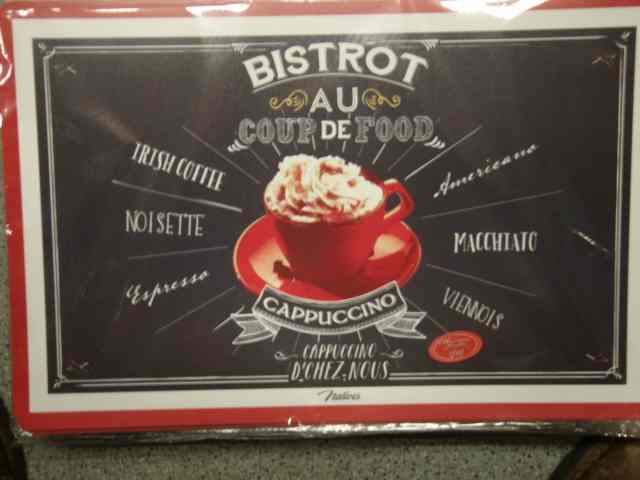 BISTROT
AU
COUP DE FOOD
IRISH COFFEE
NOISETTE
Espresso
Americano
MACCHIATO
VIENNOIS
CAPPUCCINO
CAPPUCCINO
D'CHEZ NOUS
Natives